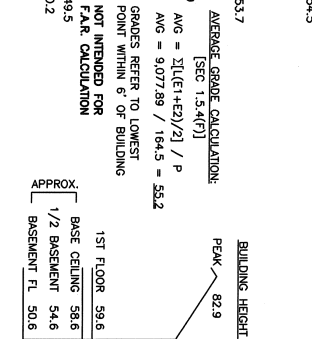 54.5
53.7
AVERAGE GRADE CALCULATION:
[SEC 1.5.4(F)]
AVG = Σ[L(E1+E2)/2] / P
AVG = 9,077.89 / 164.5 = 55.2
GRADES REFER TO LOWEST
POINT WITHIN 6' OF BUILDING
NOT INTENDED FOR
F.A.R. CALCULATION
49.5
0.2
BUILDING HEIGHT
PEAK 82.9
1ST FLOOR 59.6
APPROX.
BASE CEILING 58.6
1/2 BASEMENT 54.6
BASEMENT FL 50.6